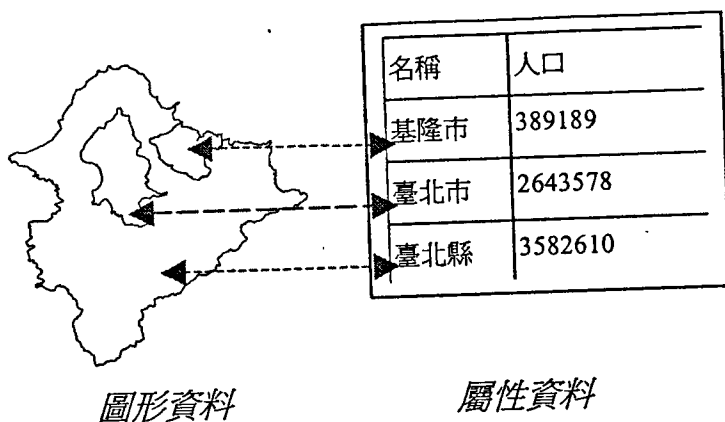 名稱 人口
基隆市 389189
臺北市 2643578
臺北縣 3582610
圖形資料 屬性資料